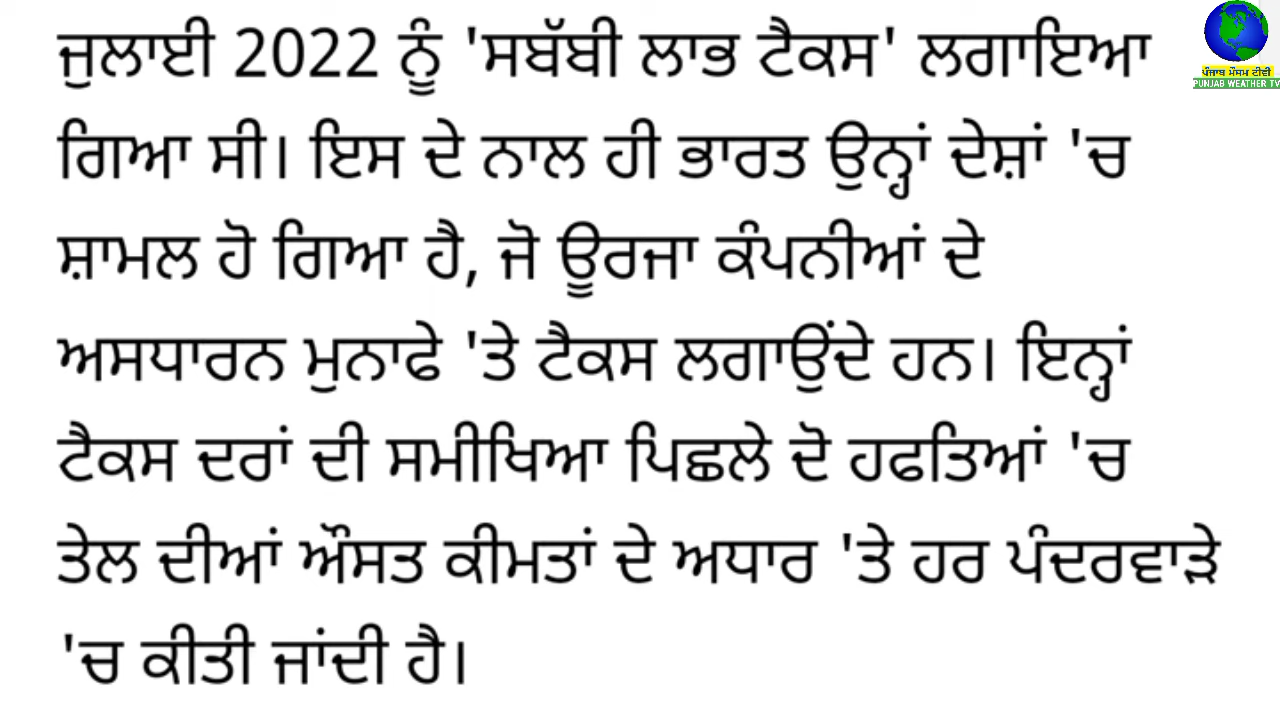 ਜੁਲਾਈ 2022 ਨੂੰ 'ਸਬੱਬੀ ਲਾਭ ਟੈਕਸ' ਲਗਾਇਆ
ਗਿਆ ਸੀ। ਇਸ ਦੇ ਨਾਲ ਹੀ ਭਾਰਤ ਉਨ੍ਹਾਂ ਦੇਸ਼ਾਂ 'ਚ
ਸ਼ਾਮਲ ਹੋ ਗਿਆ ਹੈ, ਜੋ ਊਰਜਾ ਕੰਪਨੀਆਂ ਦੇ
ਅਸਧਾਰਨ ਮੁਨਾਫੇ 'ਤੇ ਟੈਕਸ ਲਗਾਉਂਦੇ ਹਨ। ਇਨ੍ਹਾਂ
ਟੈਕਸ ਦਰਾਂ ਦੀ ਸਮੀਖਿਆ ਪਿਛਲੇ ਦੋ ਹਫਤਿਆਂ 'ਚ
ਤੇਲ ਦੀਆਂ ਔਸਤ ਕੀਮਤਾਂ ਦੇ ਅਧਾਰ 'ਤੇ ਹਰ ਪੰਦਰਵਾੜੇ
'ਚ ਕੀਤੀ ਜਾਂਦੀ ਹੈ।
ਪੰਜਾਬ ਮੌਸਮ ਟੀਵੀ
PUNJAB WEATHER TV